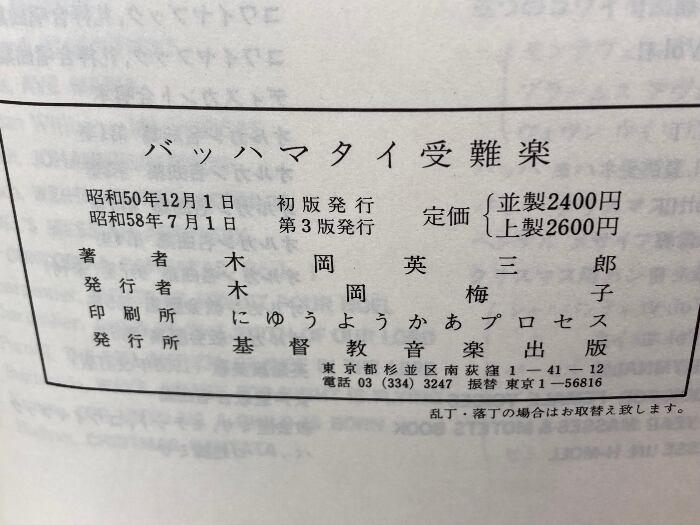 バッハマタイ受難楽
昭和50年12月1日 初版発行
昭和58年7月1日 第3版発行
定価 並製2400円
上製2600円
著者 木岡英三郎
発行者 木岡梅子
印刷所 にゆうようかあプロセス
発行所 基督教音楽出版
東京都杉並区南荻窪1－41－12
電話 03 (334) 3247 振替 東京1－56816
乱丁・落丁の場合はお取替え致します。